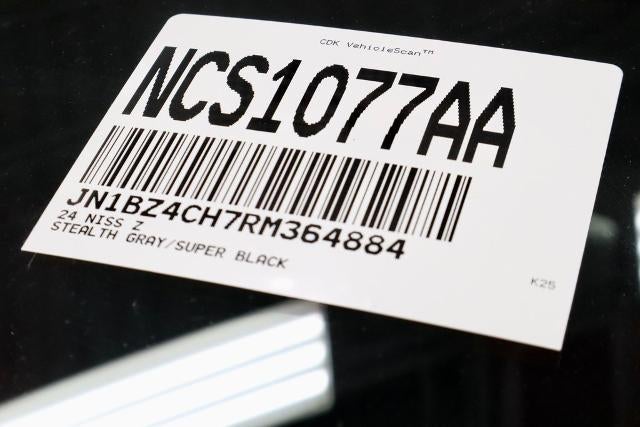 CDK VehicleScan™
NCS1077AA
JN1BZ4CH7RM364884
24 NISS Z
STEALTH GRAY/SUPER BLACK
K25